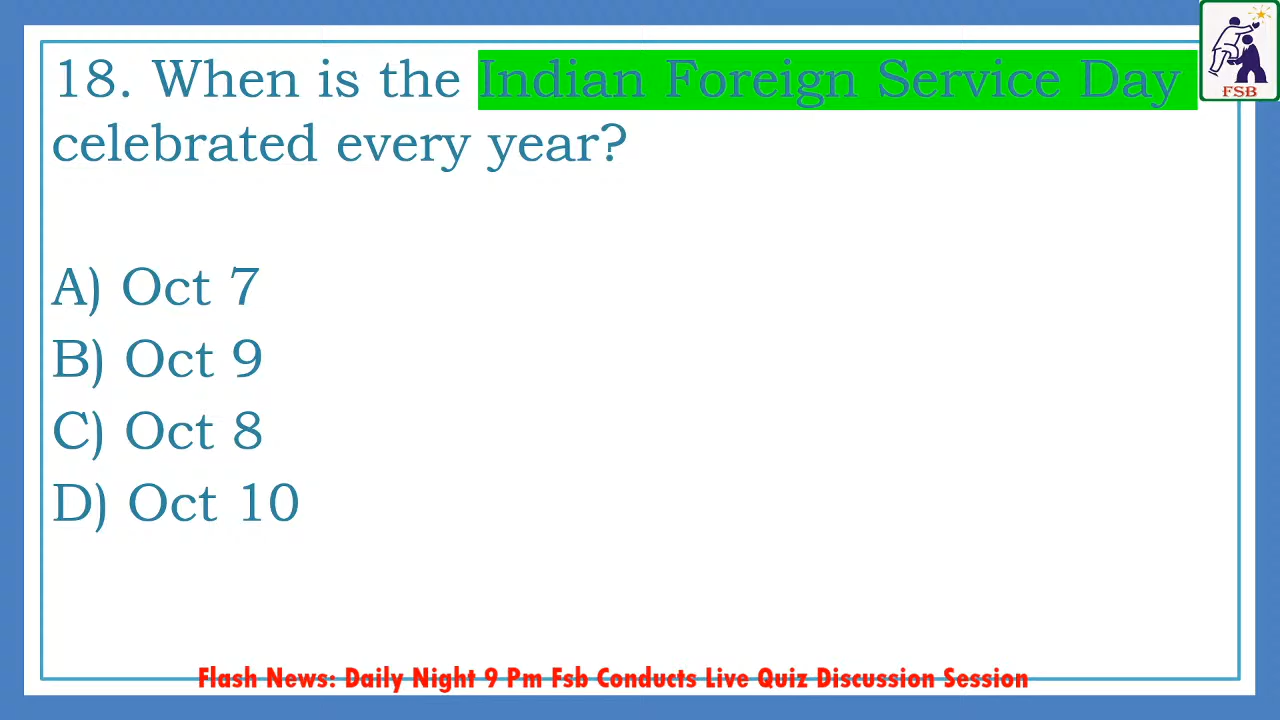 18. When is the Indian Foreign Service Day
celebrated every year?
A) Oct 7
B) Oct 9
C) Oct 8
D) Oct 10
FSB
Flash News: Daily Night 9 Pm Fsb Conducts Live Quiz Discussion Session